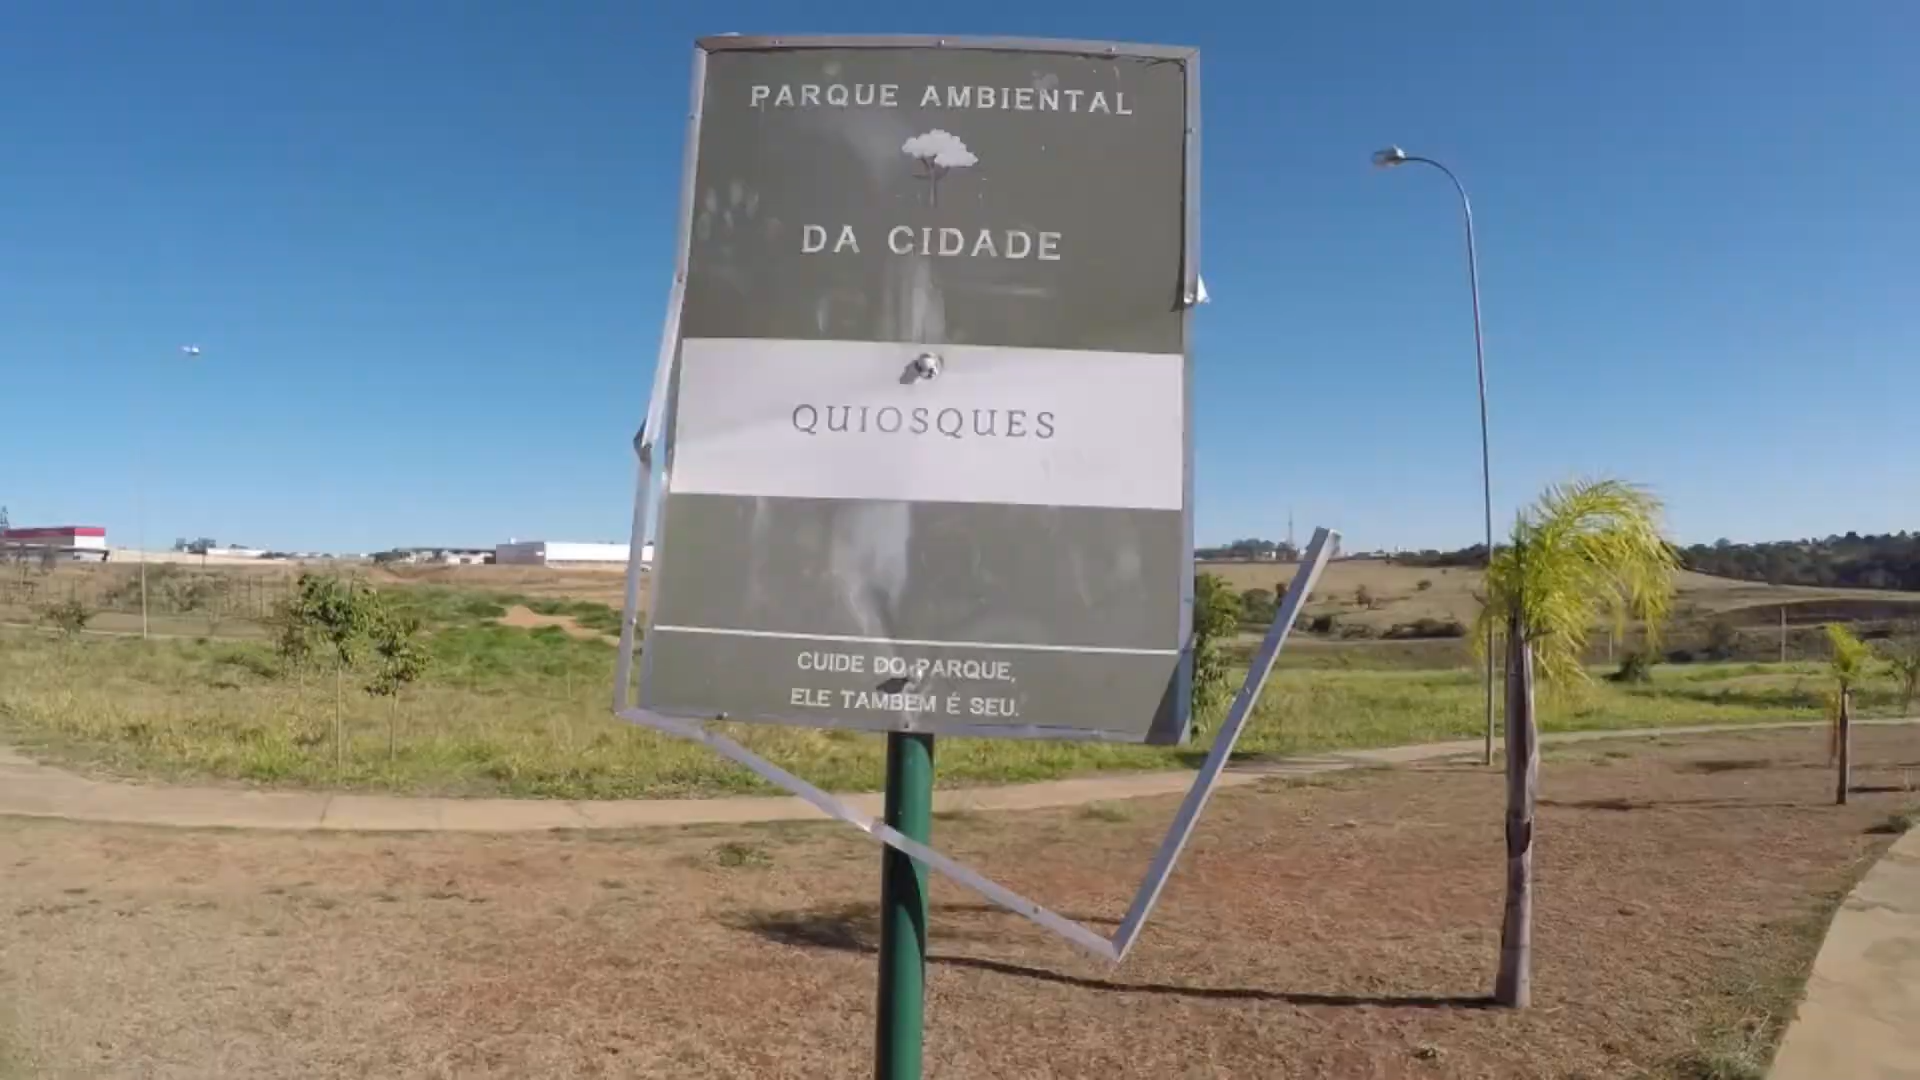 PARQUE AMBIENTAL
DA CIDADE
QUIOSQUES
CUIDE DO PARQUE,
ELE TAMBEM É SEU.